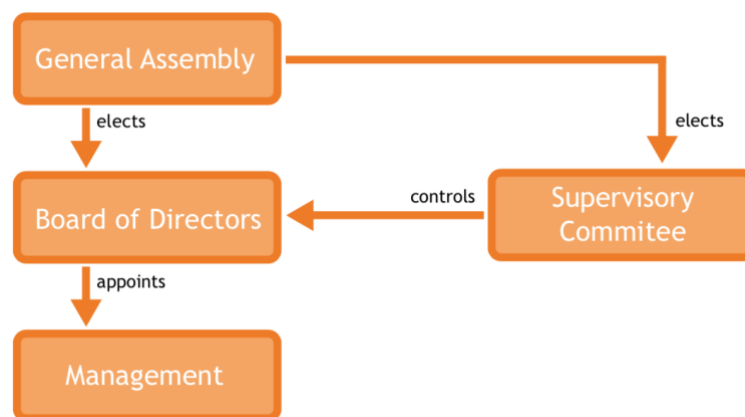 General Assembly
elects
elects
Board of Directors
controls
Supervisory
Commitee
appoints
Management